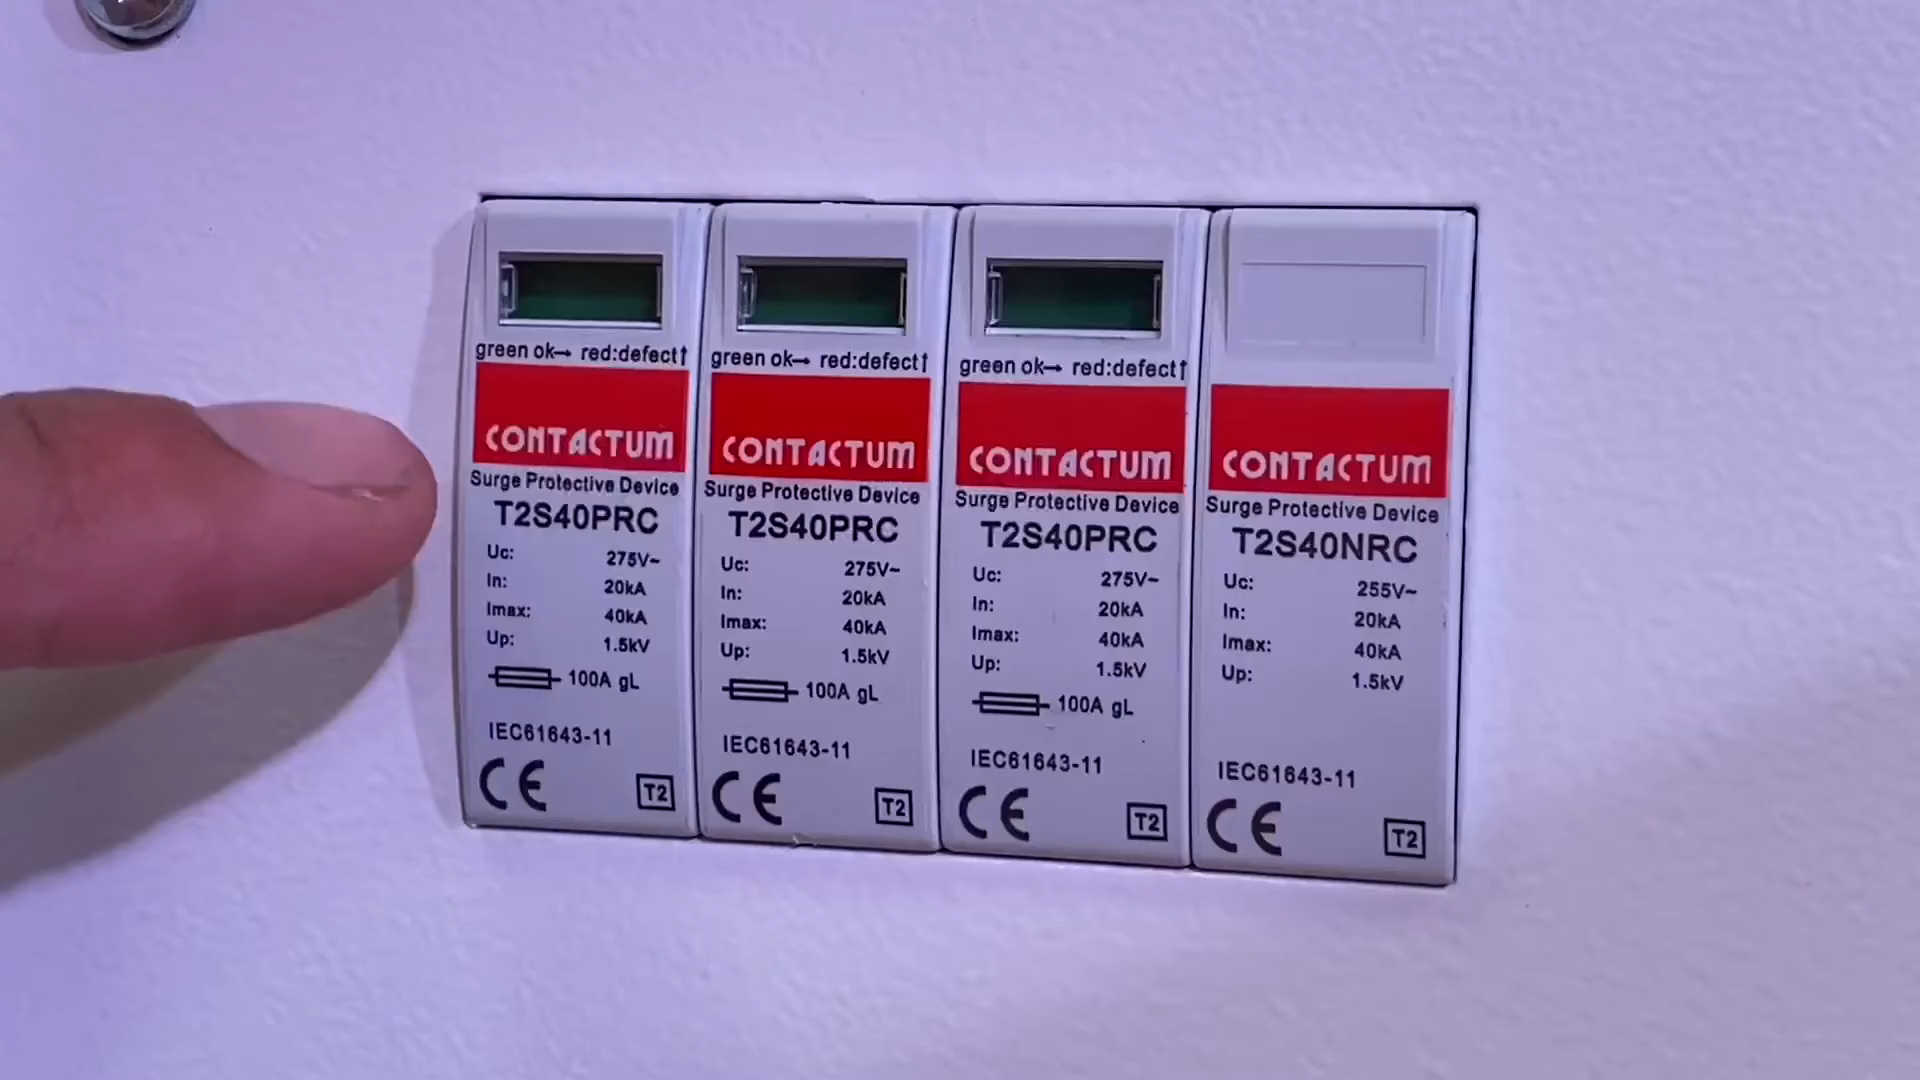 green ok→ red:defect↑
CONTACTUM
Surge Protective Device
T2S40PRC
Uc: 275V~
In: 20kA
Imax: 40kA
Up: 1.5kV
100A gL
IEC61643-11
CE T2
green ok→ red:defect↑
CONTACTUM
Surge Protective Device
T2S40PRC
Uc: 275V~
In: 20kA
Imax: 40kA
Up: 1.5kV
100A gL
IEC61643-11
CE T2
green ok→ red:defect↑
CONTACTUM
Surge Protective Device
T2S40PRC
Uc: 275V~
In: 20kA
Imax: 40kA
Up: 1.5kV
100A gL
IEC61643-11
CE T2
CONTACTUM
Surge Protective Device
T2S40NRC
Uc: 255V~
In: 20kA
Imax: 40kA
Up: 1.5kV
IEC61643-11
CE T2